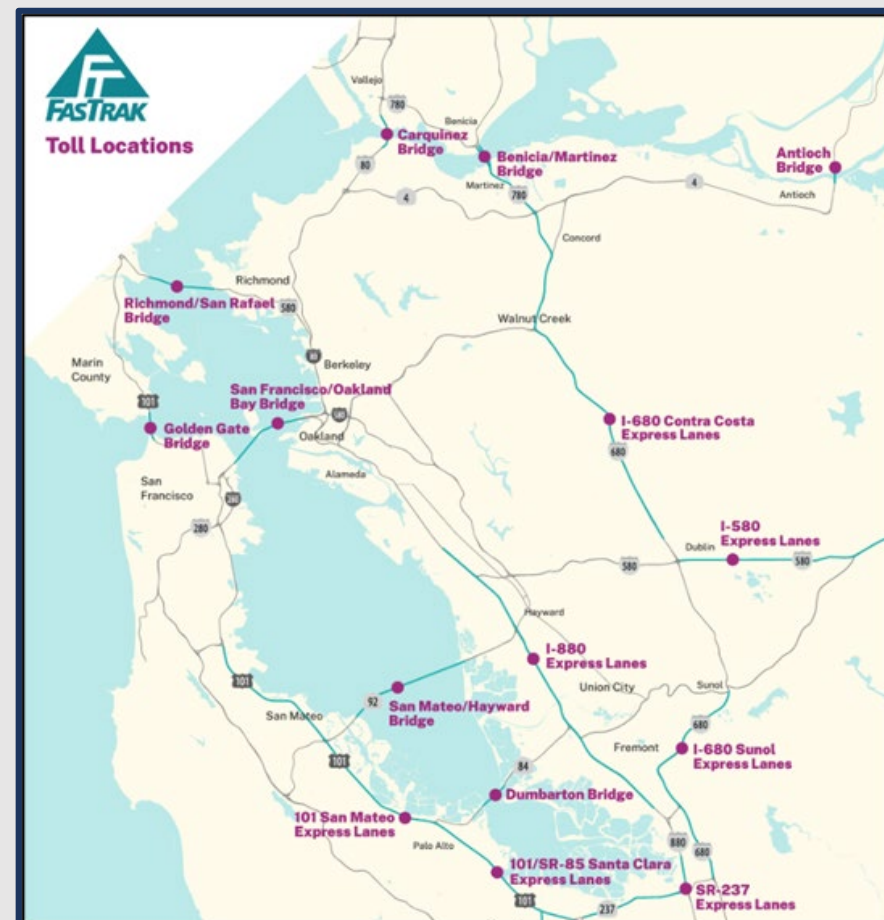 FT
FASTRAK
Toll Locations
Vallejo
780
Benicia
Carquinez
Bridge
Benicia/Martinez
Bridge
Antioch
Bridge
80
4
Martinez
780
4
Antioch
Concord
Richmond
Richmond/San Rafael
Bridge
580
Walnut Creek
Marin
County
80
Berkeley
101
San Francisco/Oakland
Bay Bridge
Golden Gate
Bridge
Oakland
I-680 Contra Costa
Express Lanes
680
Alameda
San
Francisco
280
I-580
Express Lanes
Dublin
580
580
Hayward
I-880
Express Lanes
101
92
San Mateo/Hayward
Bridge
Union City
Sunol
San Mateo
680
101
Fremont
I-680 Sunol
Express Lanes
84
Dumbarton Bridge
101 San Mateo
Express Lanes
Palo Alto
880
680
101/SR-85 Santa Clara
Express Lanes
101
237
SR-237
Express Lanes